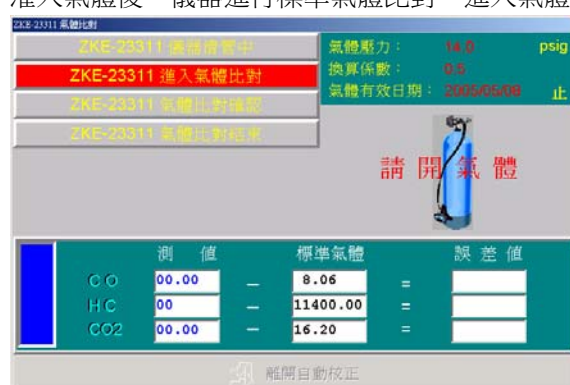 灌入氣體後，儀器進行標準氣體比對，進入氣體
ZKE-23311 氣體比對
ZKE-23311 儀器清管中
ZKE-23311 進入氣體比對
ZKE-23311 氣體比對確認
ZKE-23311 氣體比對結束
氣體壓力： 14.0 psig
換算係數： 0.5
氣體有效日期： 2005/05/08 止
請開氣體
測 值 標準氣體 誤差值
CO 00.00 — 8.06 =
HC 00 — 11400.00 =
CO2 00.00 — 16.20 =
離開自動校正